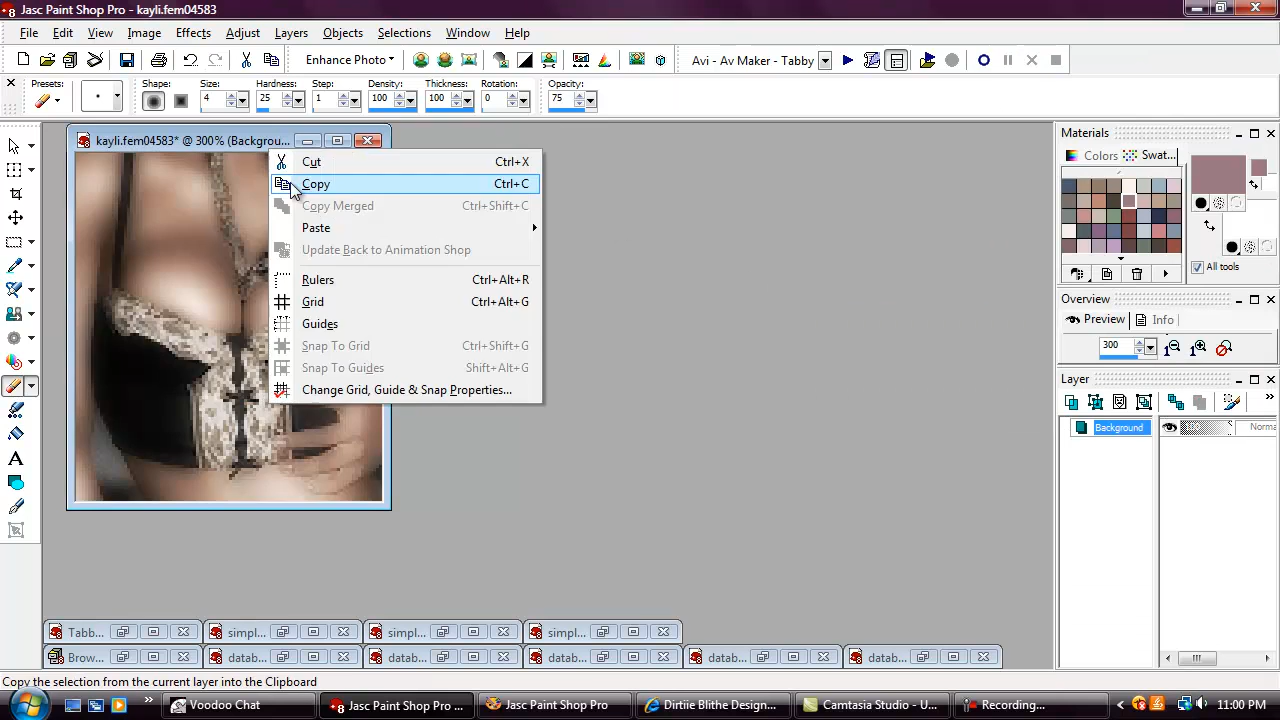 Jasc Paint Shop Pro - kayli.fem04583
File Edit View Image Effects Adjust Layers Objects Selections Window Help
Enhance Photo
Avi - Av Maker - Tabby
Presets: Shape: Size: Hardness: Step: Density: Thickness: Rotation: Opacity:
4 25 1 100 100 0 75
kayli.fem04583* @ 300% (Backgrou...
Cut Ctrl+X
Copy Ctrl+C
Copy Merged Ctrl+Shift+C
Paste
Update Back to Animation Shop
Rulers Ctrl+Alt+R
Grid Ctrl+Alt+G
Guides
Snap To Grid Ctrl+Shift+G
Snap To Guides Shift+Alt+G
Change Grid, Guide & Snap Properties...
Materials
Colors Swat...
All tools
Overview
Preview Info
300
Layer
Background
Norma
Tabb... simpl... simpl... simpl...
Brow... datab... datab... datab... datab... datab...
Copy the selection from the current layer into the Clipboard
Voodoo Chat
Jasc Paint Shop Pro ...
Jasc Paint Shop Pro
Dirtiie Blithe Design...
Camtasia Studio - U...
Recording...
11:00 PM